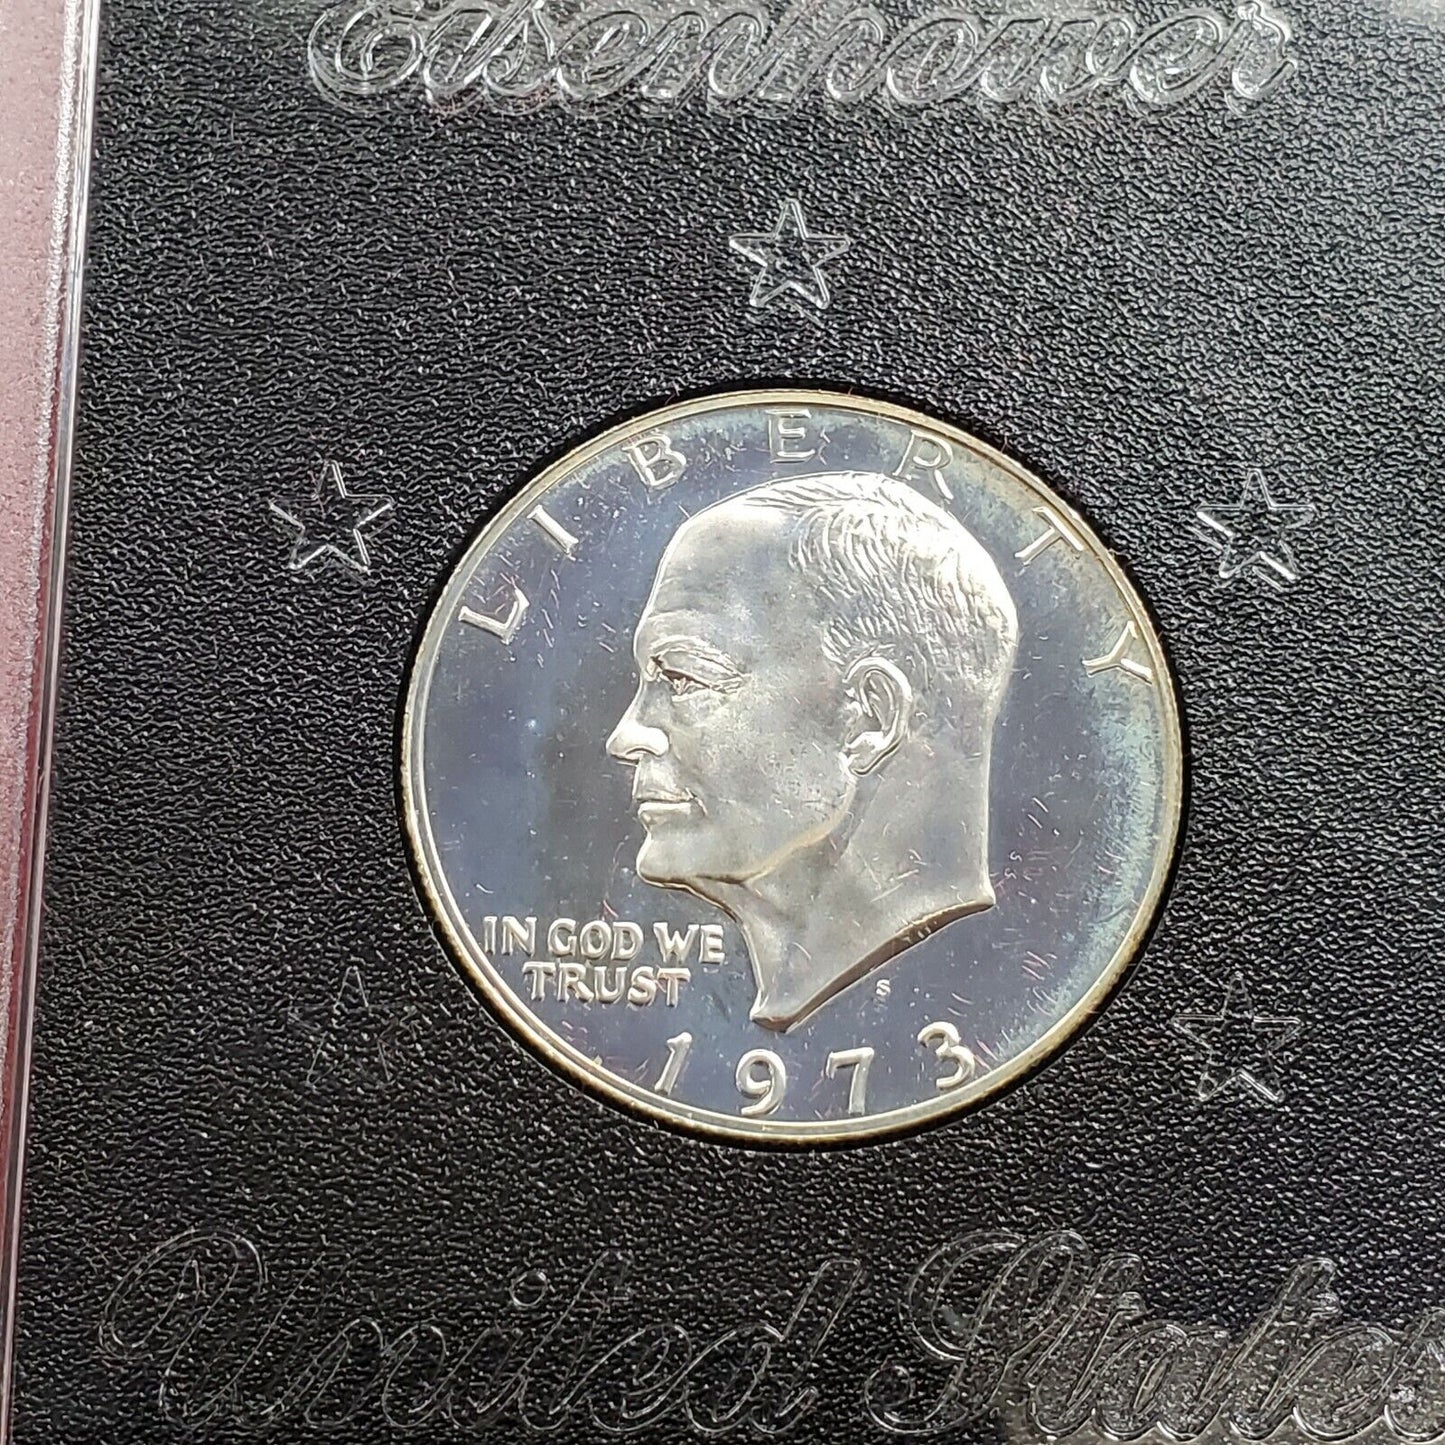 Eisenhower
LIBERTY
IN GOD WE
TRUST
S
1973
United States